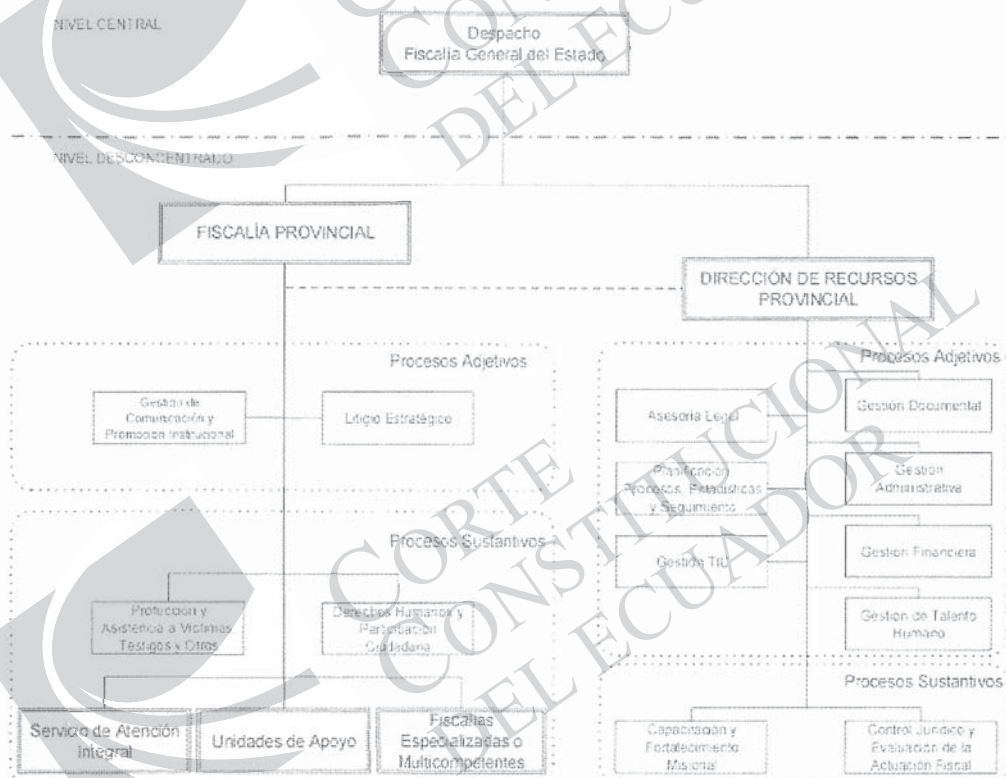 NIVEL CENTRAL
Despacho
Fiscalía General del Estado
NIVEL DESCONCENTRADO
FISCALÍA PROVINCIAL
DIRECCIÓN DE RECURSOS
PROVINCIAL
Procesos Adjetivos
Gestión de
Comunicación y
Promoción Institucional
Litigio Estratégico
Procesos Sustantivos
Protección y
Asistencia a Víctimas,
Testigos y Otros
Derechos Humanos y
Participación
Ciudadana
Servicio de Atención
Integral
Unidades de Apoyo
Fiscalías
Especializadas o
Multicompetentes
Procesos Adjetivos
Asesoría Legal
Gestión Documental
Planificación,
Procesos, Estadísticas
y Seguimiento
Gestión
Administrativa
Gestión TIC
Gestión Financiera
Gestión de Talento
Humano
Procesos Sustantivos
Capacitación y
Fortalecimiento
Misional
Control Jurídico y
Evaluación de la
Actuación Fiscal
CORTE
CONSTITUCIONAL
DEL ECUADOR
DEL ECU